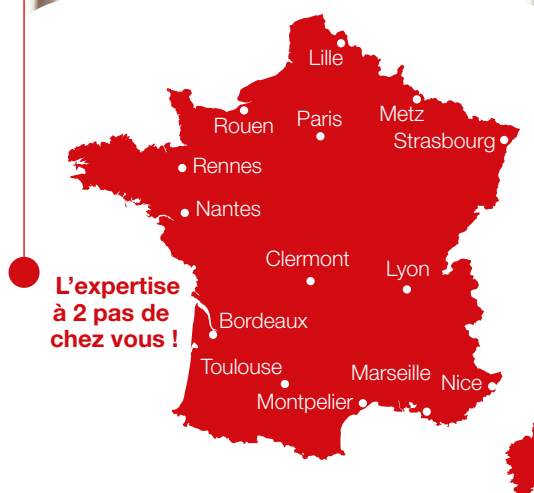 Lille
Metz
Rouen
Paris
Strasbourg
Rennes
Nantes
Clermont
Lyon
L'expertise
à 2 pas de
chez vous !
Bordeaux
Toulouse
Marseille
Nice
Montpelier